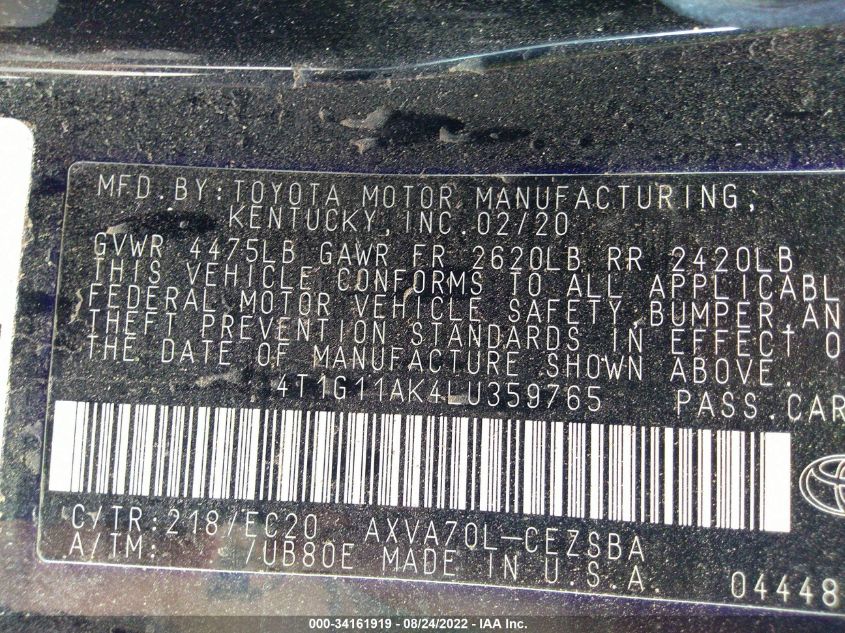 MFD. BY: TOYOTA MOTOR MANUFACTURING,
KENTUCKY, INC. 02/20
GVWR 4475LB GAWR FR 2620LB RR 2420LB
THIS VEHICLE CONFORMS TO ALL APPLICABL
FEDERAL MOTOR VEHICLE SAFETY, BUMPER, AN
THEFT PREVENTION STANDARDS IN EFFECT O
THE DATE OF MANUFACTURE SHOWN ABOVE.
4T1G11AK4LU359765 PASS. CAR
C/TR: 218/EC20 AXVA70L-CEZSBA
A/TM: /UB80E MADE IN U.S.A. 04448
000-34161919 / 08/24/2022 — IAA Inc.